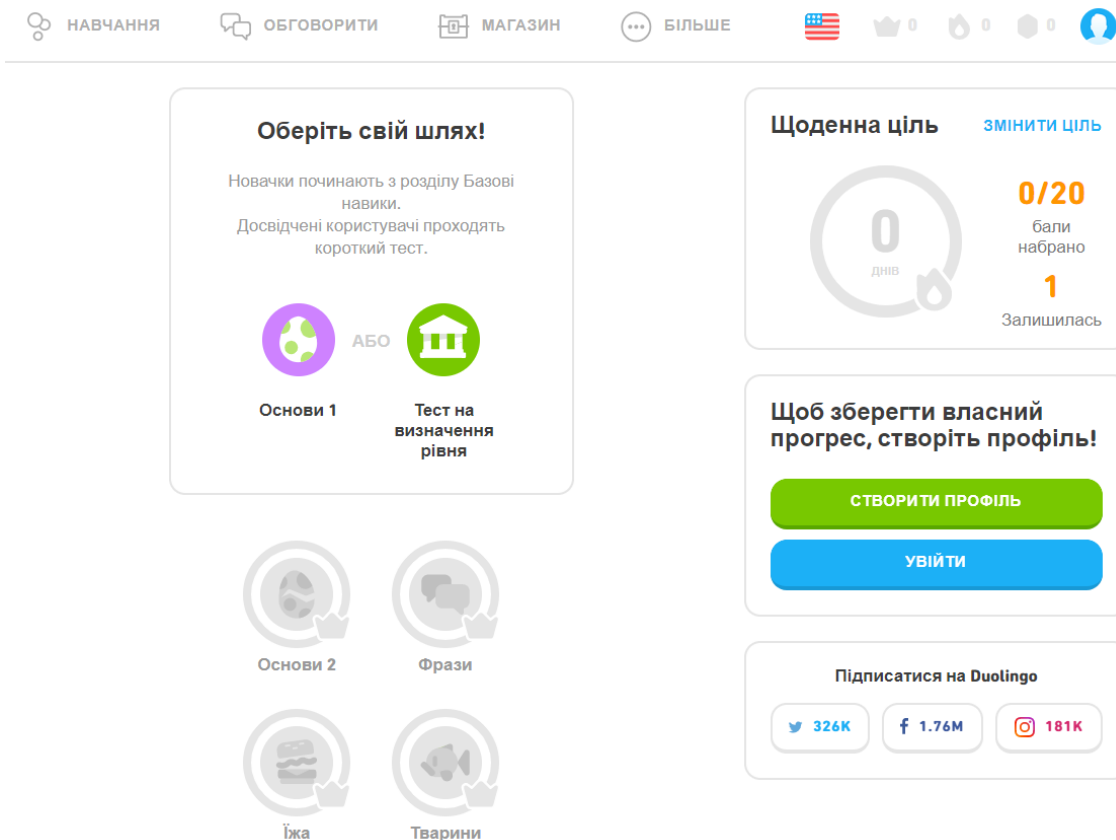 НАВЧАННЯ
ОБГОВОРИТИ
МАГАЗИН
БІЛЬШЕ
0
0
0
Оберіть свій шлях!
Новачки починають з розділу Базові
навики.
Досвідчені користувачі проходять
короткий тест.
АБО
Основи 1
Тест на
визначення
рівня
Основи 2
Фрази
Їжа
Тварини
Щоденна ціль
ЗМІНИТИ ЦІЛЬ
0
ДНІВ
0/20
бали
набрано
1
Залишилась
Щоб зберегти власний
прогрес, створіть профіль!
СТВОРИТИ ПРОФІЛЬ
УВІЙТИ
Підписатися на Duolingo
326K
1.76M
181K